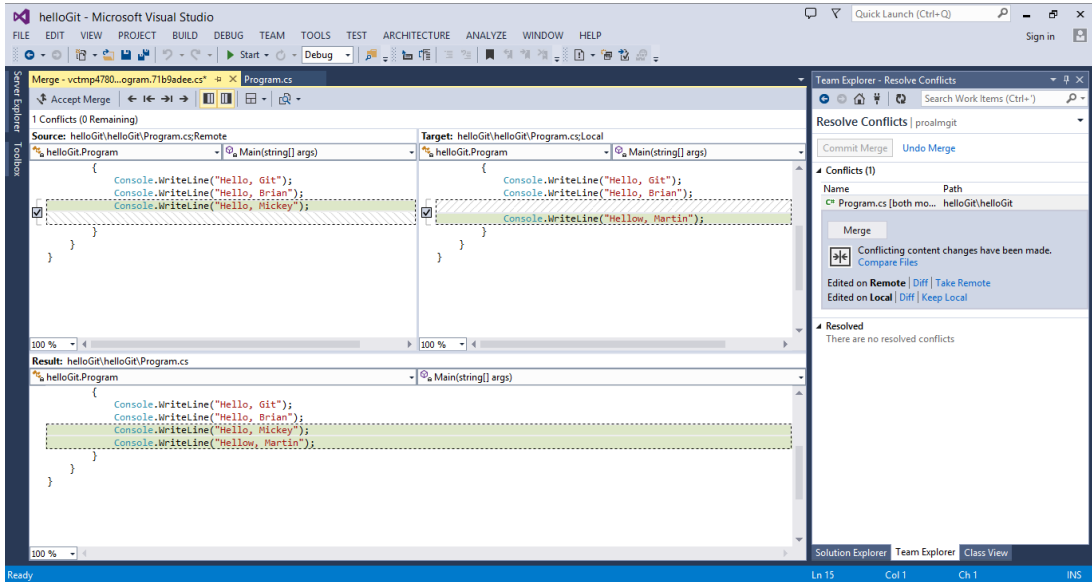 helloGit - Microsoft Visual Studio
Quick Launch (Ctrl+Q)
FILE EDIT VIEW PROJECT BUILD DEBUG TEAM TOOLS TEST ARCHITECTURE ANALYZE WINDOW HELP
Sign in
Start Debug
Server Explorer
Toolbox
Merge - vctmp4780...ogram.71b9adee.cs* Program.cs
Accept Merge
1 Conflicts (0 Remaining)
Source: helloGit\helloGit\Program.cs;Remote
helloGit.Program Main(string[] args)
{
Console.WriteLine("Hello, Git");
Console.WriteLine("Hello, Brian");
Console.WriteLine("Hello, Mickey");
}
}
}
100 %
Target: helloGit\helloGit\Program.cs;Local
helloGit.Program Main(string[] args)
{
Console.WriteLine("Hello, Git");
Console.WriteLine("Hello, Brian");
Console.WriteLine("Hellow, Martin");
}
}
}
100 %
Result: helloGit\helloGit\Program.cs
helloGit.Program Main(string[] args)
{
Console.WriteLine("Hello, Git");
Console.WriteLine("Hello, Brian");
Console.WriteLine("Hello, Mickey");
Console.WriteLine("Hellow, Martin");
}
}
}
100 %
Team Explorer - Resolve Conflicts
Search Work Items (Ctrl+')
Resolve Conflicts | proalmgit
Commit Merge Undo Merge
Conflicts (1)
Name Path
C# Program.cs [both mo... helloGit\helloGit
Merge
Conflicting content changes have been made.
Compare Files
Edited on Remote | Diff | Take Remote
Edited on Local | Diff | Keep Local
Resolved
There are no resolved conflicts
Solution Explorer Team Explorer Class View
Ready Ln 15 Col 1 Ch 1 INS